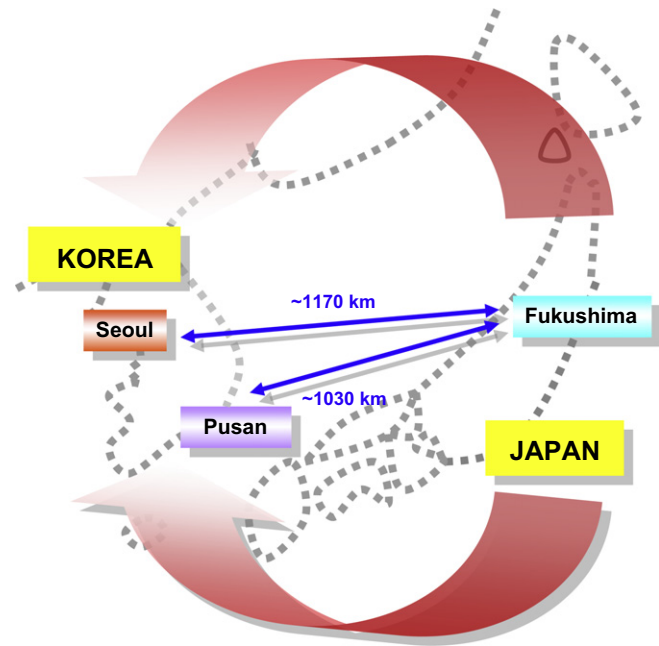 KOREA
~1170 km
Fukushima
Seoul
~1030 km
Pusan
JAPAN